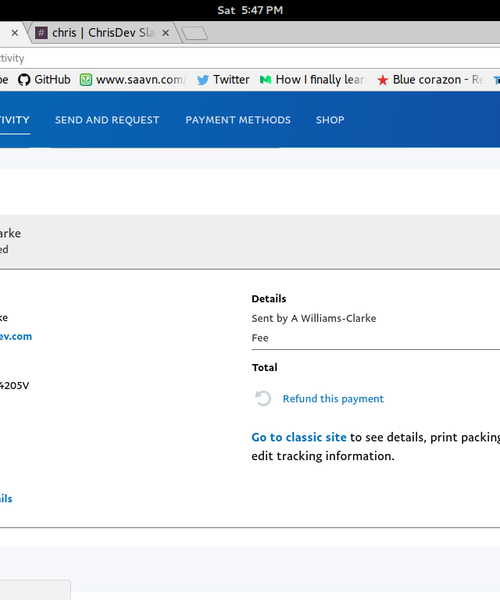 Sat 5:47 PM
chris | ChrisDev Sla
tivity
be GitHub www.saavn.com/ Twitter How I finally lear Blue corazon - Re
TIVITY SEND AND REQUEST PAYMENT METHODS SHOP
arke
ed
Details
ke Sent by A Williams-Clarke
ev.com Fee
Total
4205V
Refund this payment
Go to classic site to see details, print packing
edit tracking information.
ils